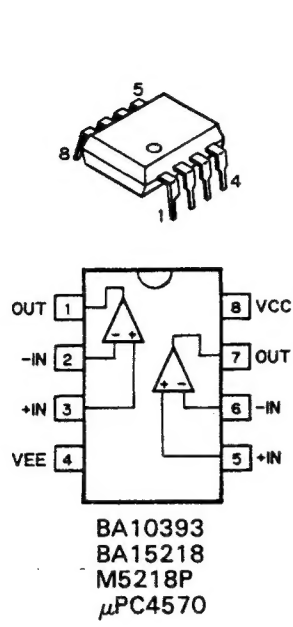 5
8
4
1
OUT 1 8 VCC
-IN 2 - + 7 OUT
+IN 3 + - 6 -IN
VEE 4 5 +IN
BA10393
BA15218
M5218P
μPC4570